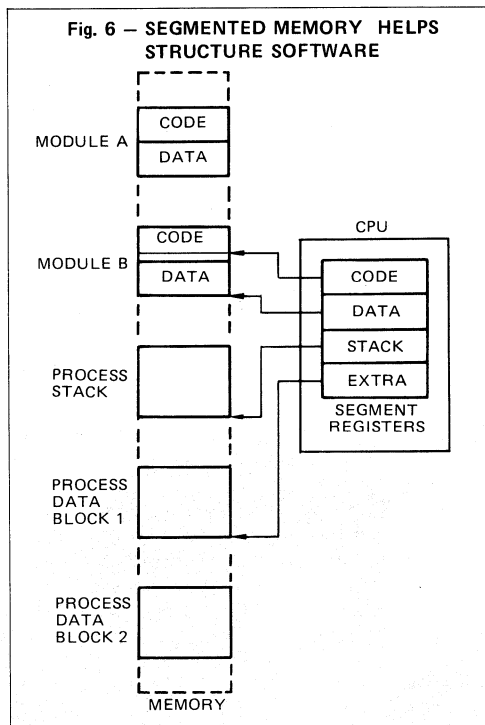 Fig. 6 – SEGMENTED MEMORY HELPS
STRUCTURE SOFTWARE
MODULE A
CODE
DATA
MODULE B
CODE
DATA
PROCESS
STACK
PROCESS
DATA
BLOCK 1
PROCESS
DATA
BLOCK 2
MEMORY
CPU
CODE
DATA
STACK
EXTRA
SEGMENT
REGISTERS